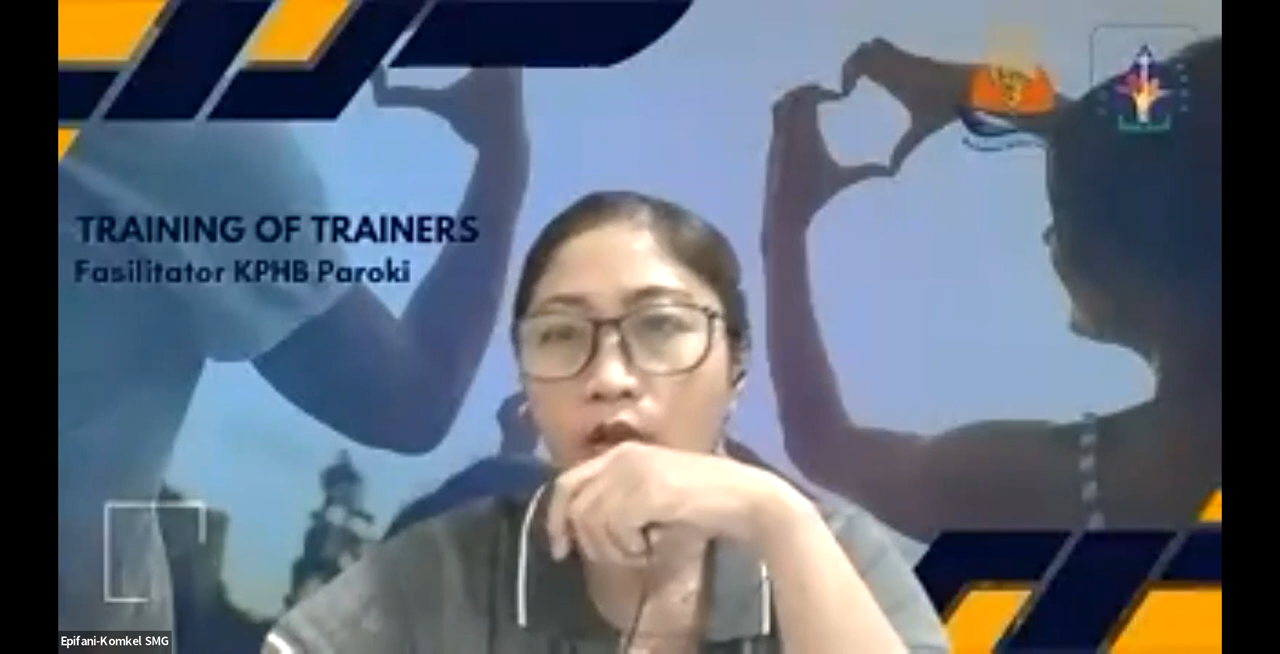 TRAINING OF TRAINERS
Fasilitator KPHB Paroki
Epifani-Komkel SMG